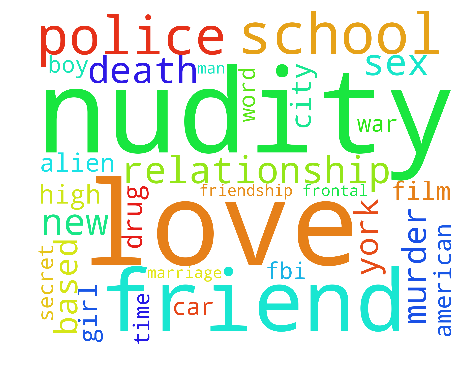 police school
boy death man sex
nudity
word city war
alien relationship
high drug friendship frontal film
new love york
secret based girl marriage fbi murder american
time friend car